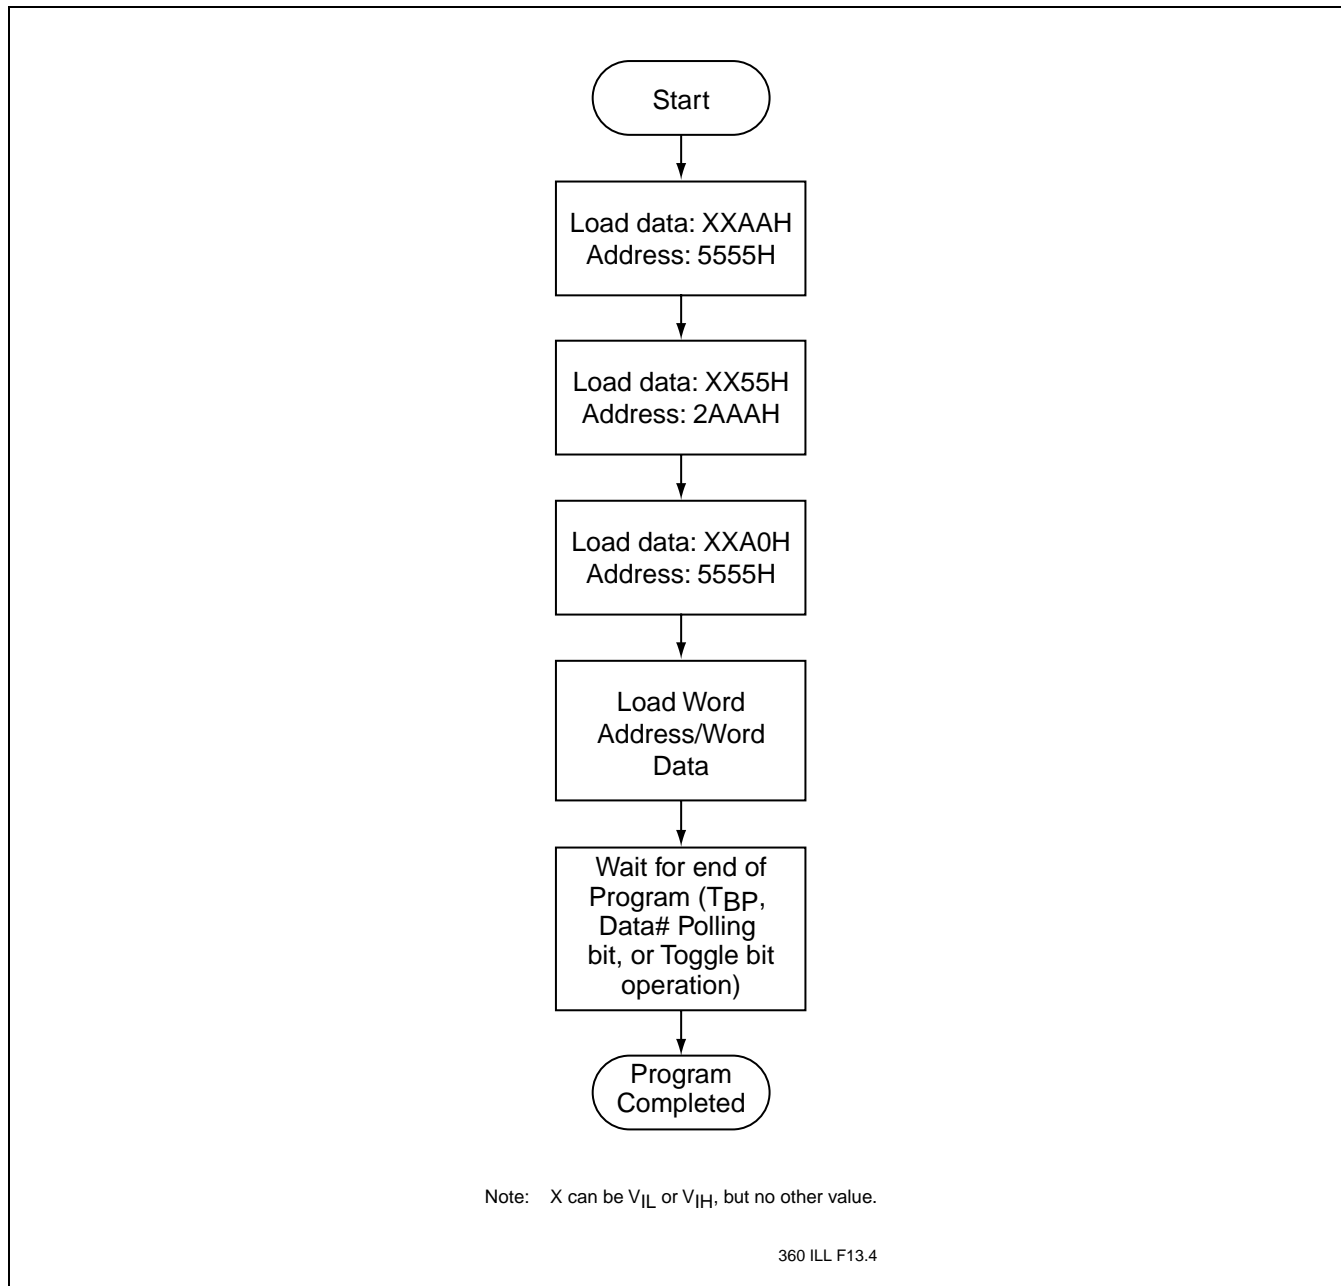 Start
Load data: XXAAH
Address: 5555H
Load data: XX55H
Address: 2AAAH
Load data: XXA0H
Address: 5555H
Load Word
Address/Word
Data
Wait for end of
Program (TBP,
Data# Polling
bit, or Toggle bit
operation)
Program
Completed
Note: X can be VIL or VIH, but no other value.
360 ILL F13.4